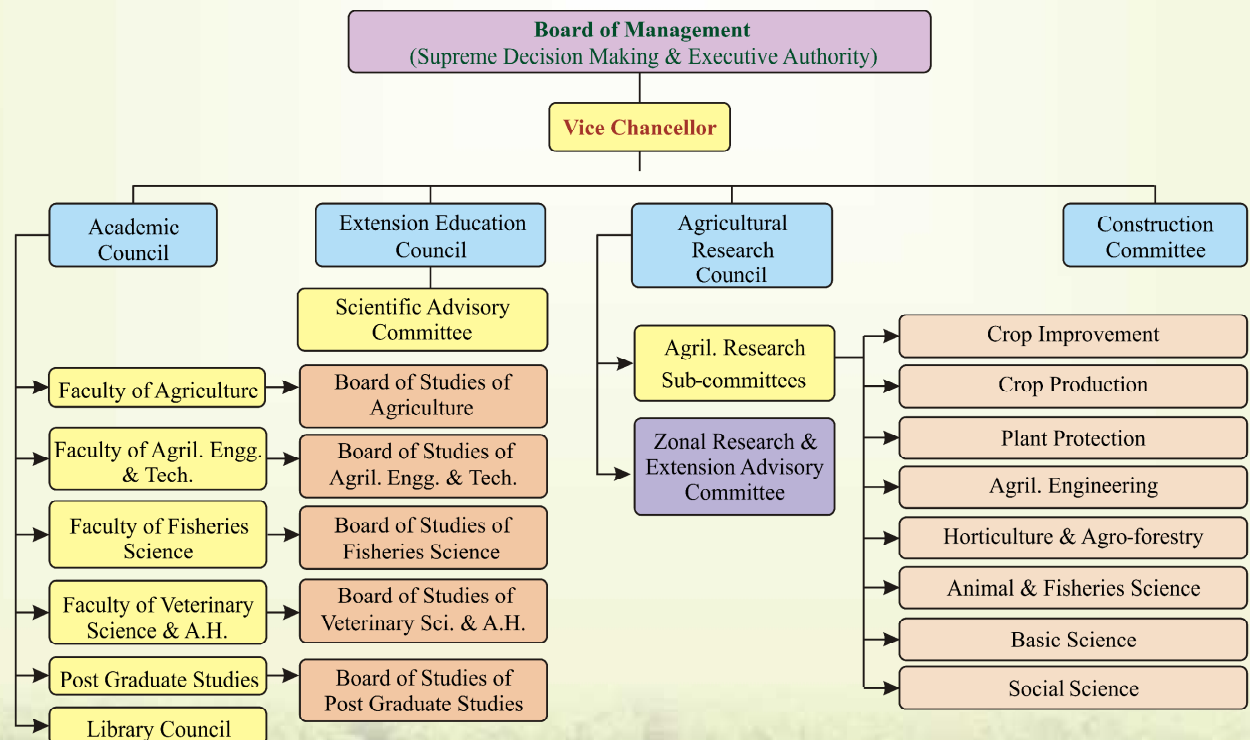 Board of Management
(Supreme Decision Making & Executive Authority)
Vice Chancellor
Academic
Council
Extension Education
Council
Agricultural
Research
Council
Construction
Committee
Scientific Advisory
Committee
Faculty of Agriculture
Board of Studies of
Agriculture
Faculty of Agril. Engg.
& Tech.
Board of Studies of
Agril. Engg. & Tech.
Faculty of Fisheries
Science
Board of Studies of
Fisheries Science
Faculty of Veterinary
Science & A.H.
Board of Studies of
Veterinary Sci. & A.H.
Post Graduate Studies
Board of Studies of
Post Graduate Studies
Library Council
Agril. Research
Sub-committees
Zonal Research &
Extension Advisory
Committee
Crop Improvement
Crop Production
Plant Protection
Agril. Engineering
Horticulture & Agro-forestry
Animal & Fisheries Science
Basic Science
Social Science